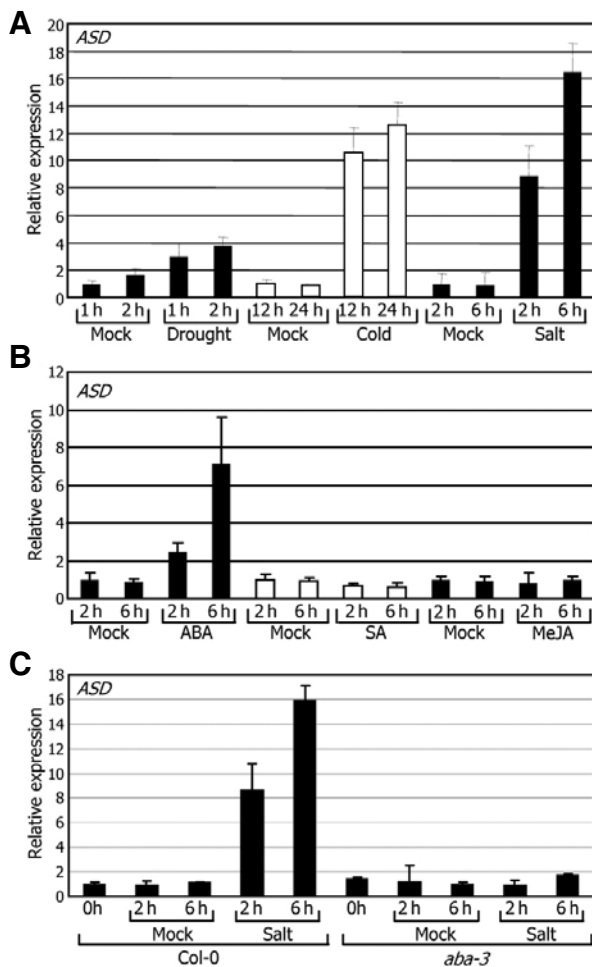 A
ASD
Relative expression
20
18
16
14
12
10
8
6
4
2
0
1 h 2 h 1 h 2 h 12 h 24 h 12 h 24 h 2 h 6 h 2 h 6 h
Mock Drought Mock Cold Mock Salt
B
ASD
Relative expression
12
10
8
6
4
2
0
2 h 6 h 2 h 6 h 2 h 6 h 2 h 6 h 2 h 6 h 2 h 6 h
Mock ABA Mock SA Mock MeJA
C
ASD
Relative expression
18
16
14
12
10
8
6
4
2
0
0h 2 h 6 h 2 h 6 h 0h 2 h 6 h 2 h 6 h
Mock Salt Mock Salt
Col-0 aba-3